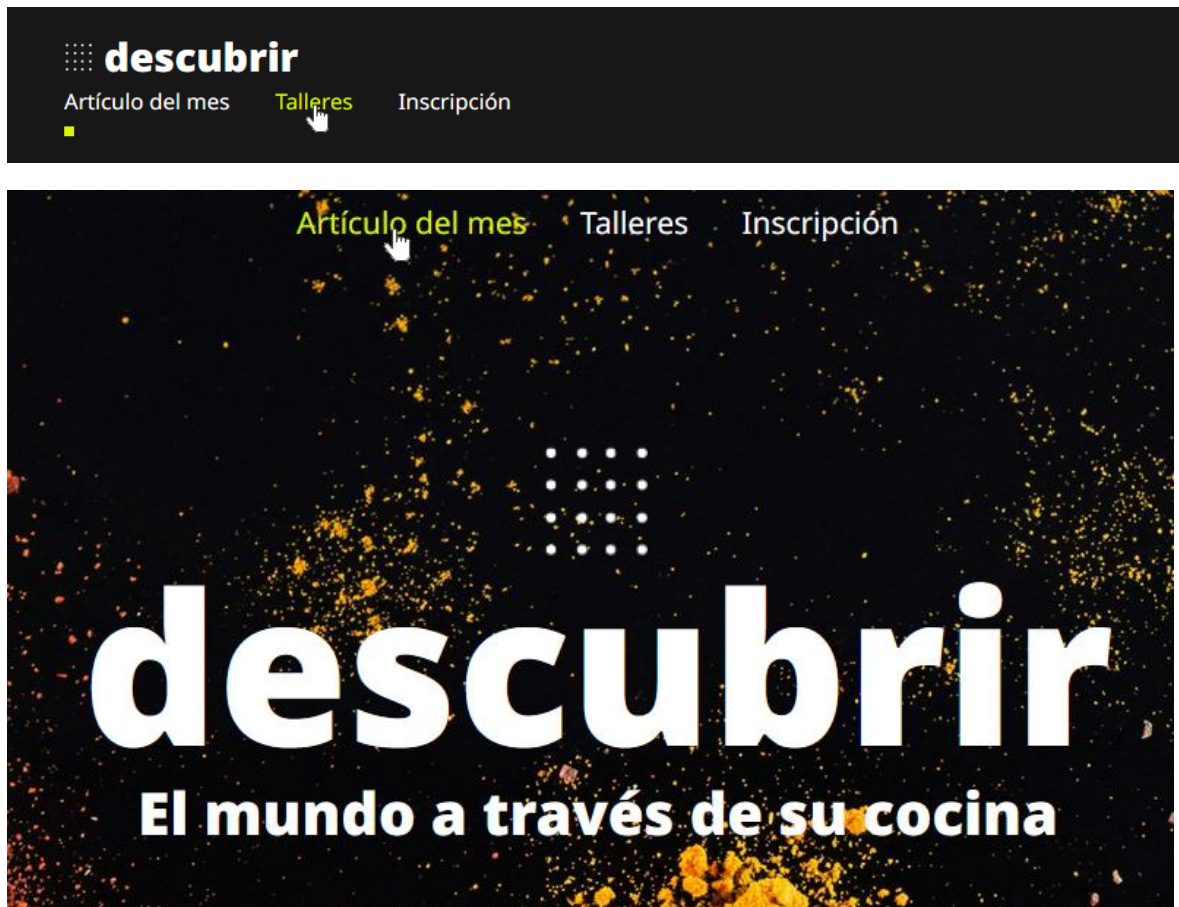 descubrir
Artículo del mes Talleres Inscripción
Artículo del mes Talleres Inscripción
descubrir
El mundo a través de su cocina